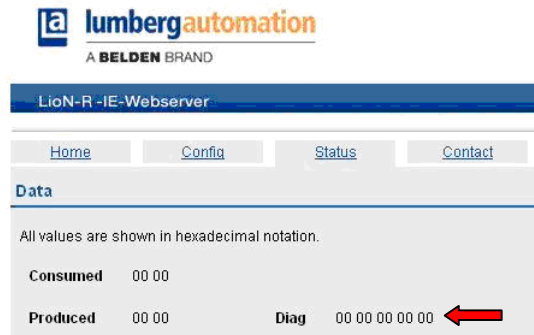 la lumbergautomation
A BELDEN BRAND
LioN-R -IE-Webserver
Home Config Status Contact
Data
All values are shown in hexadecimal notation.
Consumed 00 00
Produced 00 00 Diag 00 00 00 00 00